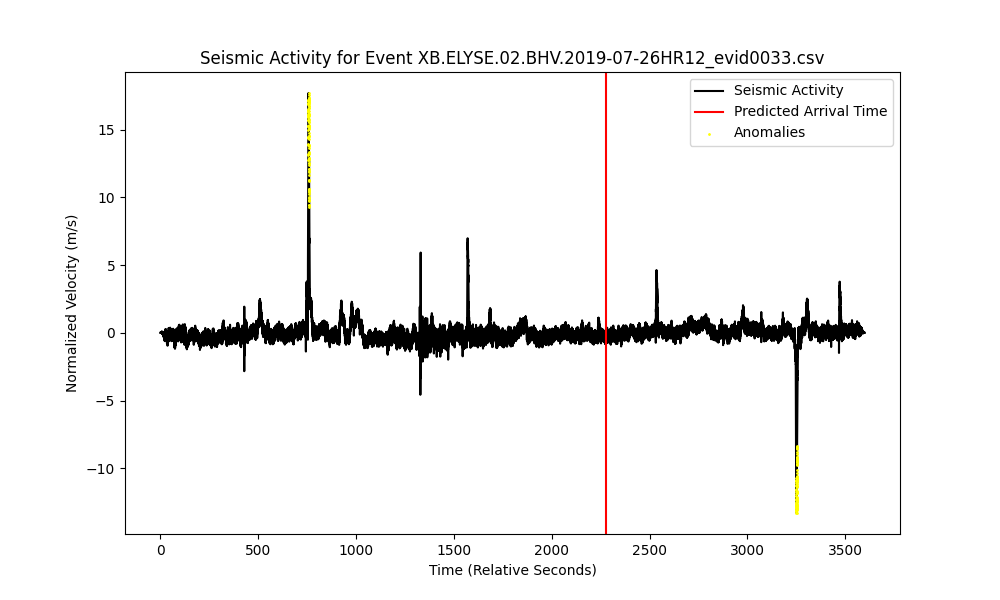 Seismic Activity for Event XB.ELYSE.02.BHV.2019-07-26HR12_evid0033.csv
Seismic Activity
Predicted Arrival Time
Anomalies
Normalized Velocity (m/s)
15
10
5
0
−5
−10
0 500 1000 1500 2000 2500 3000 3500
Time (Relative Seconds)